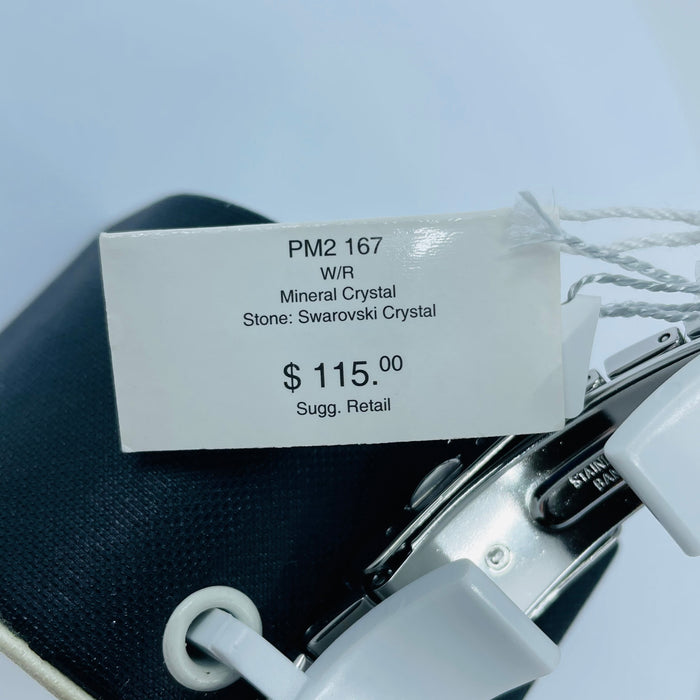 PM2 167
W/R
Mineral Crystal
Stone: Swarovski Crystal
$ 115.00
Sugg. Retail